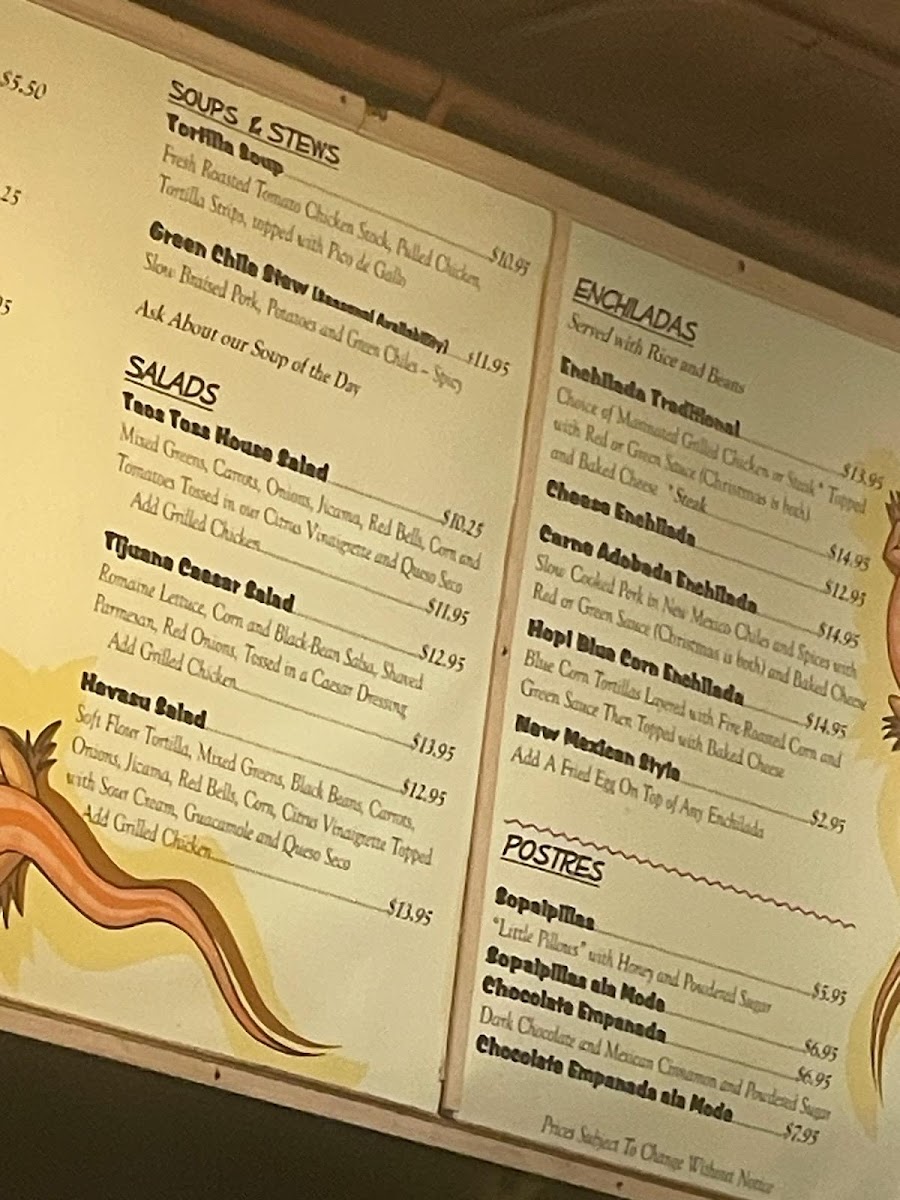 $5.50
.25
SOUPS & STEWS
Tortilla Soup $10.95
Fresh Roasted Tomato Chicken Stock, Pulled Chicken,
Tortilla Strips, topped with Pico de Gallo
Green Chile Stew (Seasonal Availability) $11.95
Slow Braised Pork, Potatoes and Green Chiles - Spicy
Ask About our Soup of the Day
SALADS
Taos Toss House Salad $10.25
Mixed Greens, Carrots, Onions, Jicama, Red Bells, Corn and
Tomatoes Tossed in our Citrus Vinaigrette and Queso Seco
Add Grilled Chicken $11.95
Tijuana Caesar Salad $12.95
Romaine Lettuce, Corn and Black-Bean Salsa, Shaved
Parmesan, Red Onions, Tossed in a Caesar Dressing
Add Grilled Chicken $13.95
Havasu Salad $12.95
Soft Flour Tortilla, Mixed Greens, Black Beans, Carrots,
Onions, Jicama, Red Bells, Corn, Citrus Vinaigrette Topped
with Sour Cream, Guacamole and Queso Seco
Add Grilled Chicken $13.95
ENCHILADAS
Served with Rice and Beans
Enchilada Traditional $13.95
Choice of Marinated Grilled Chicken or Steak* Topped
with Red or Green Sauce (Christmas is both)
and Baked Cheese *Steak $14.95
Cheese Enchilada $12.95
Carne Adobada Enchilada $14.95
Slow Cooked Pork in New Mexico Chiles and Spices with
Red or Green Sauce (Christmas is both) and Baked Cheese
Hopi Blue Corn Enchilada $14.95
Blue Corn Tortillas Layered with Fire Roasted Corn and
Green Sauce Then Topped with Baked Cheese
New Mexican Style $2.95
Add A Fried Egg On Top of Any Enchilada
POSTRES
Sopaipillas $5.95
"Little Pillows" with Honey and Powdered Sugar
Sopaipillas ala Mode $6.95
Chocolate Empanada $6.95
Dark Chocolate and Mexican Cinnamon and Powdered Sugar
Chocolate Empanada ala Mode $7.95
Prices Subject To Change Without Notice